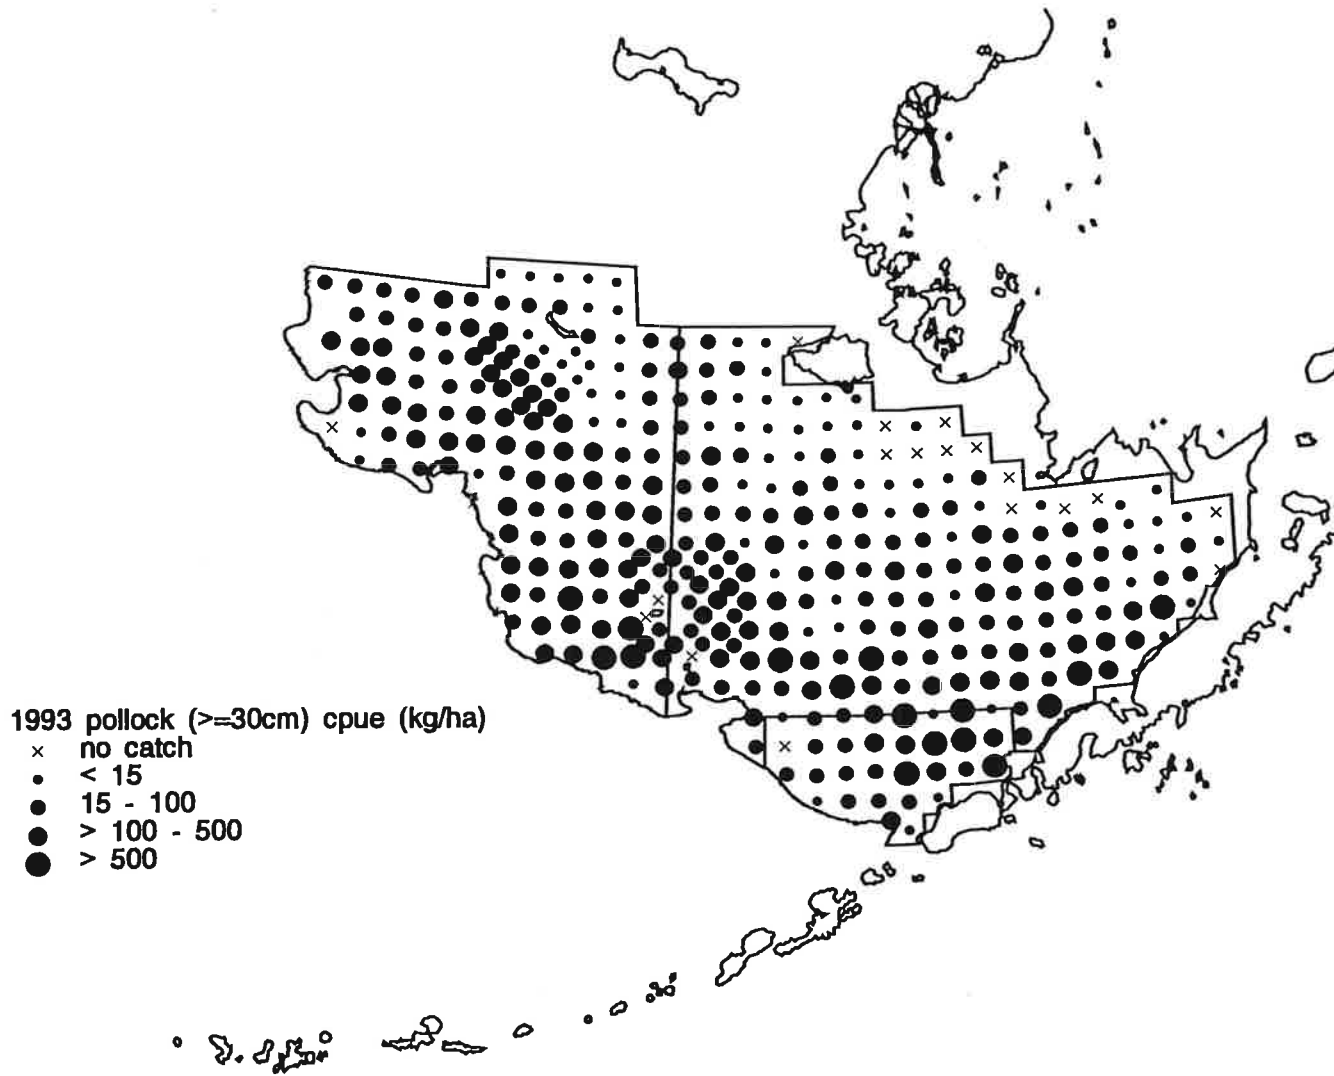 1993 pollock (>=30cm) cpue (kg/ha)
× no catch
< 15
15 - 100
> 100 - 500
> 500